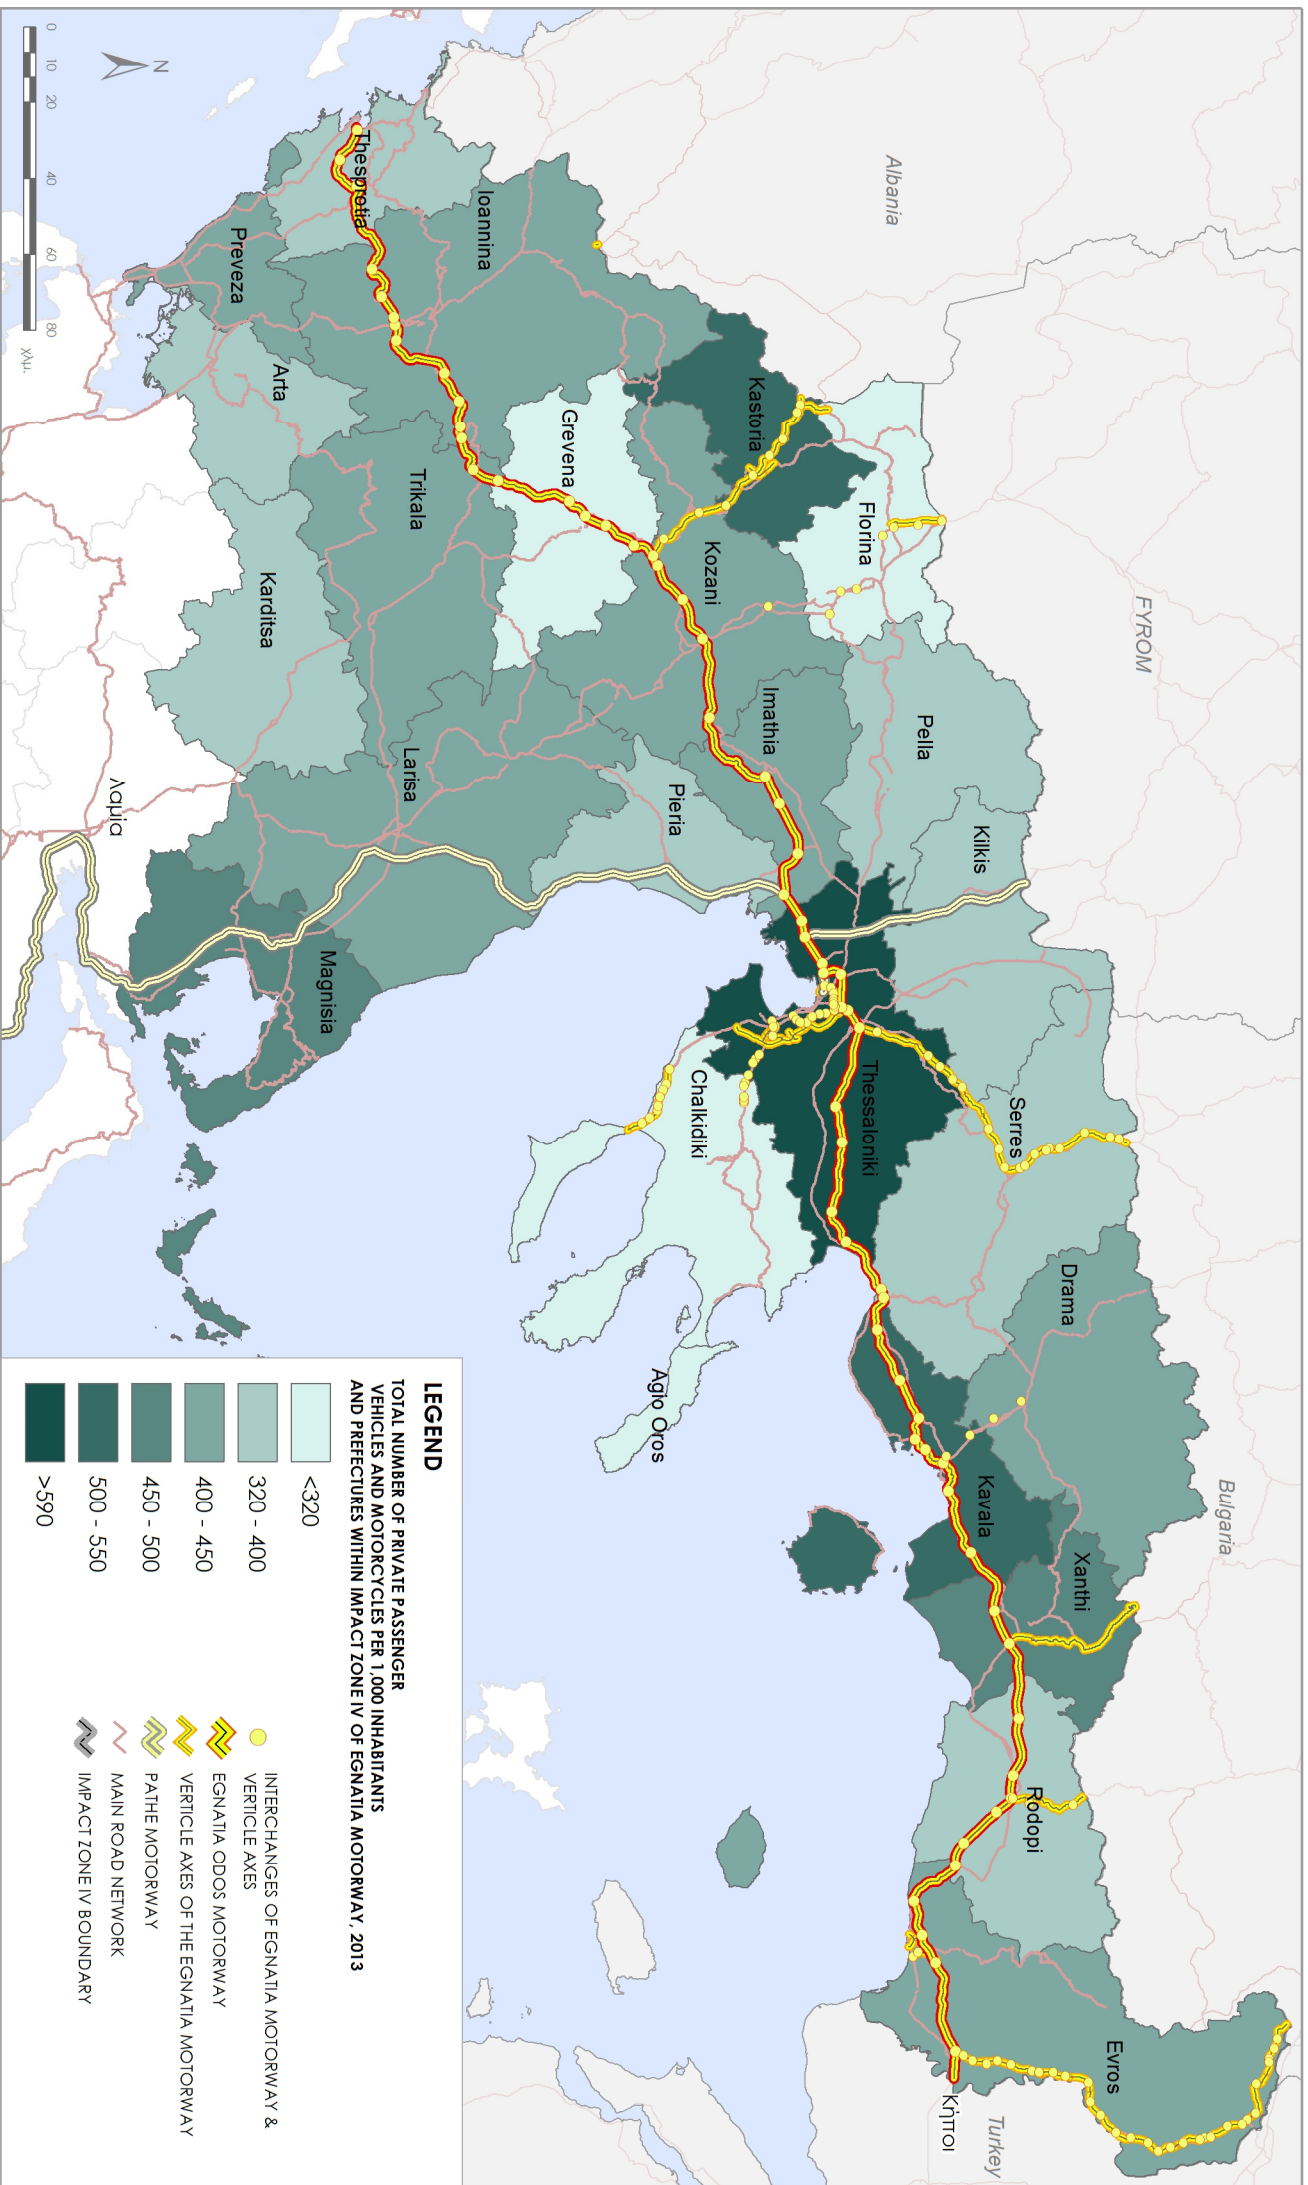 Albania
FYROM
Bulgaria
Turkey
Thesprotia
Ioannina
Preveza
Arta
Kastoria
Grevena
Florina
Trikala
Kozani
Karditsa
Imathia
Pella
Larisa
Pieria
Kilkis
Λαμία
Magnisia
Thessaloniki
Chalkidiki
Serres
Agio Oros
Drama
Kavala
Xanthi
Rodopi
Evros
Κήποι
N
0 10 20 40 60 80
χλμ.
LEGEND
TOTAL NUMBER OF PRIVATE PASSENGER
VEHICLES AND MOTORCYCLES PER 1,000 INHABITANTS
AND PREFECTURES WITHIN IMPACT ZONE IV OF EGNATIA MOTORWAY, 2013
<320
320 - 400
400 - 450
450 - 500
500 - 550
>590
INTERCHANGES OF EGNATIA MOTORWAY &
VERTICLE AXES
EGNATIA ODOS MOTORWAY
VERTICLE AXES OF THE EGNATIA MOTORWAY
PATHE MOTORWAY
MAIN ROAD NETWORK
IMPACT ZONE IV BOUNDARY